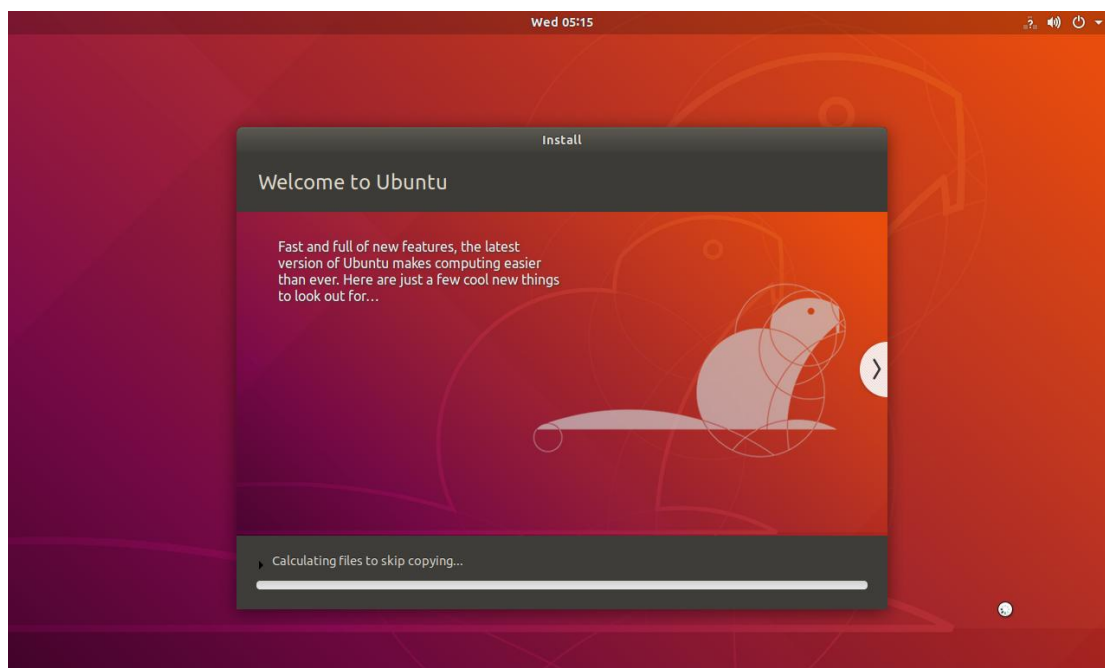 Wed 05:15
Install
Welcome to Ubuntu
Fast and full of new features, the latest
version of Ubuntu makes computing easier
than ever. Here are just a few cool new things
to look out for…
Calculating files to skip copying...